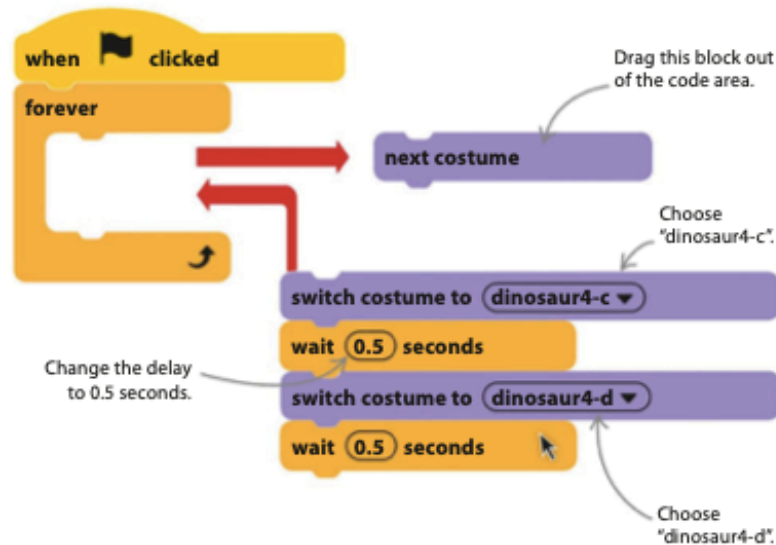 when clicked
Drag this block out
of the code area.
forever
next costume
Choose
“dinosaur4-c”.
switch costume to dinosaur4-c
wait 0.5 seconds
Change the delay
to 0.5 seconds.
switch costume to dinosaur4-d
wait 0.5 seconds
Choose
“dinosaur4-d”.